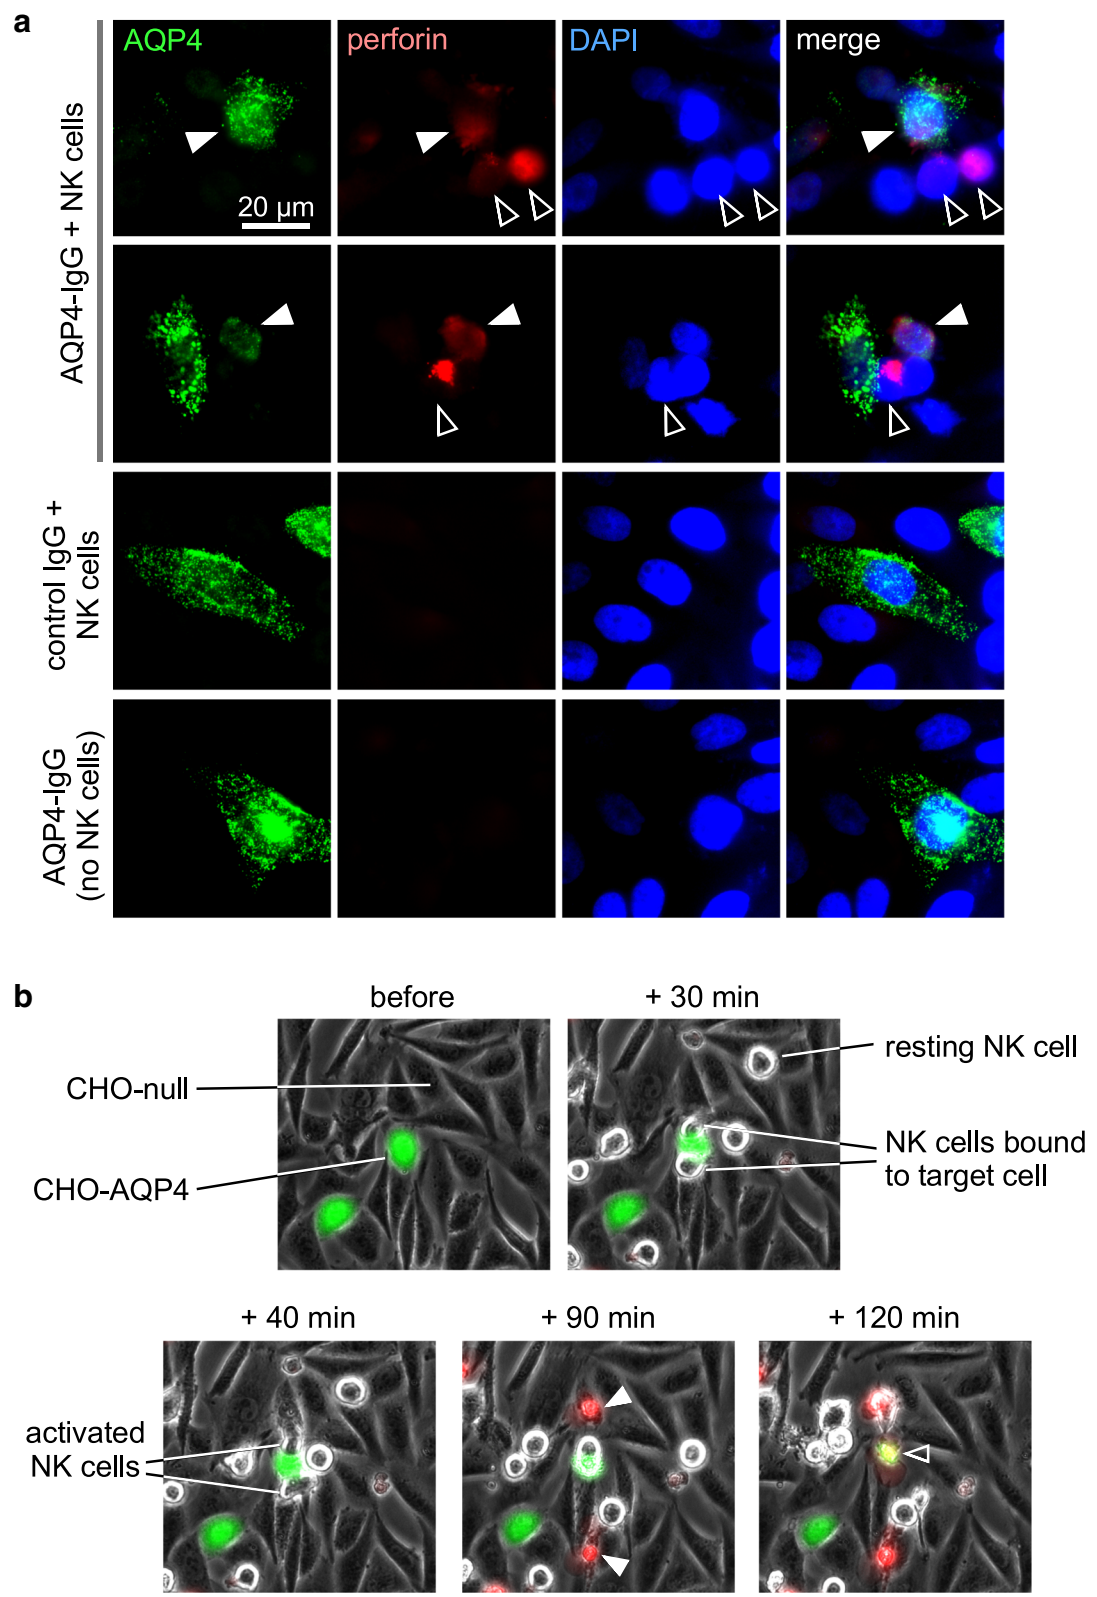 a
AQP4
perforin
DAPI
merge
AQP4-IgG + NK cells
20 µm
control IgG +
NK cells
AQP4-IgG
(no NK cells)
b
before
+ 30 min
CHO-null
CHO-AQP4
resting NK cell
NK cells bound
to target cell
+ 40 min
+ 90 min
+ 120 min
activated
NK cells